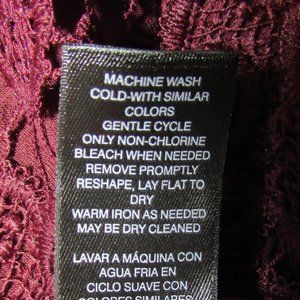 MACHINE WASH
COLD-WITH SIMILAR
COLORS
GENTLE CYCLE
ONLY NON-CHLORINE
BLEACH WHEN NEEDED
REMOVE PROMPTLY
RESHAPE, LAY FLAT TO
DRY
WARM IRON AS NEEDED
MAY BE DRY CLEANED
LAVAR A MÁQUINA CON
AGUA FRIA EN
CICLO SUAVE CON
COLORES SIMILARES